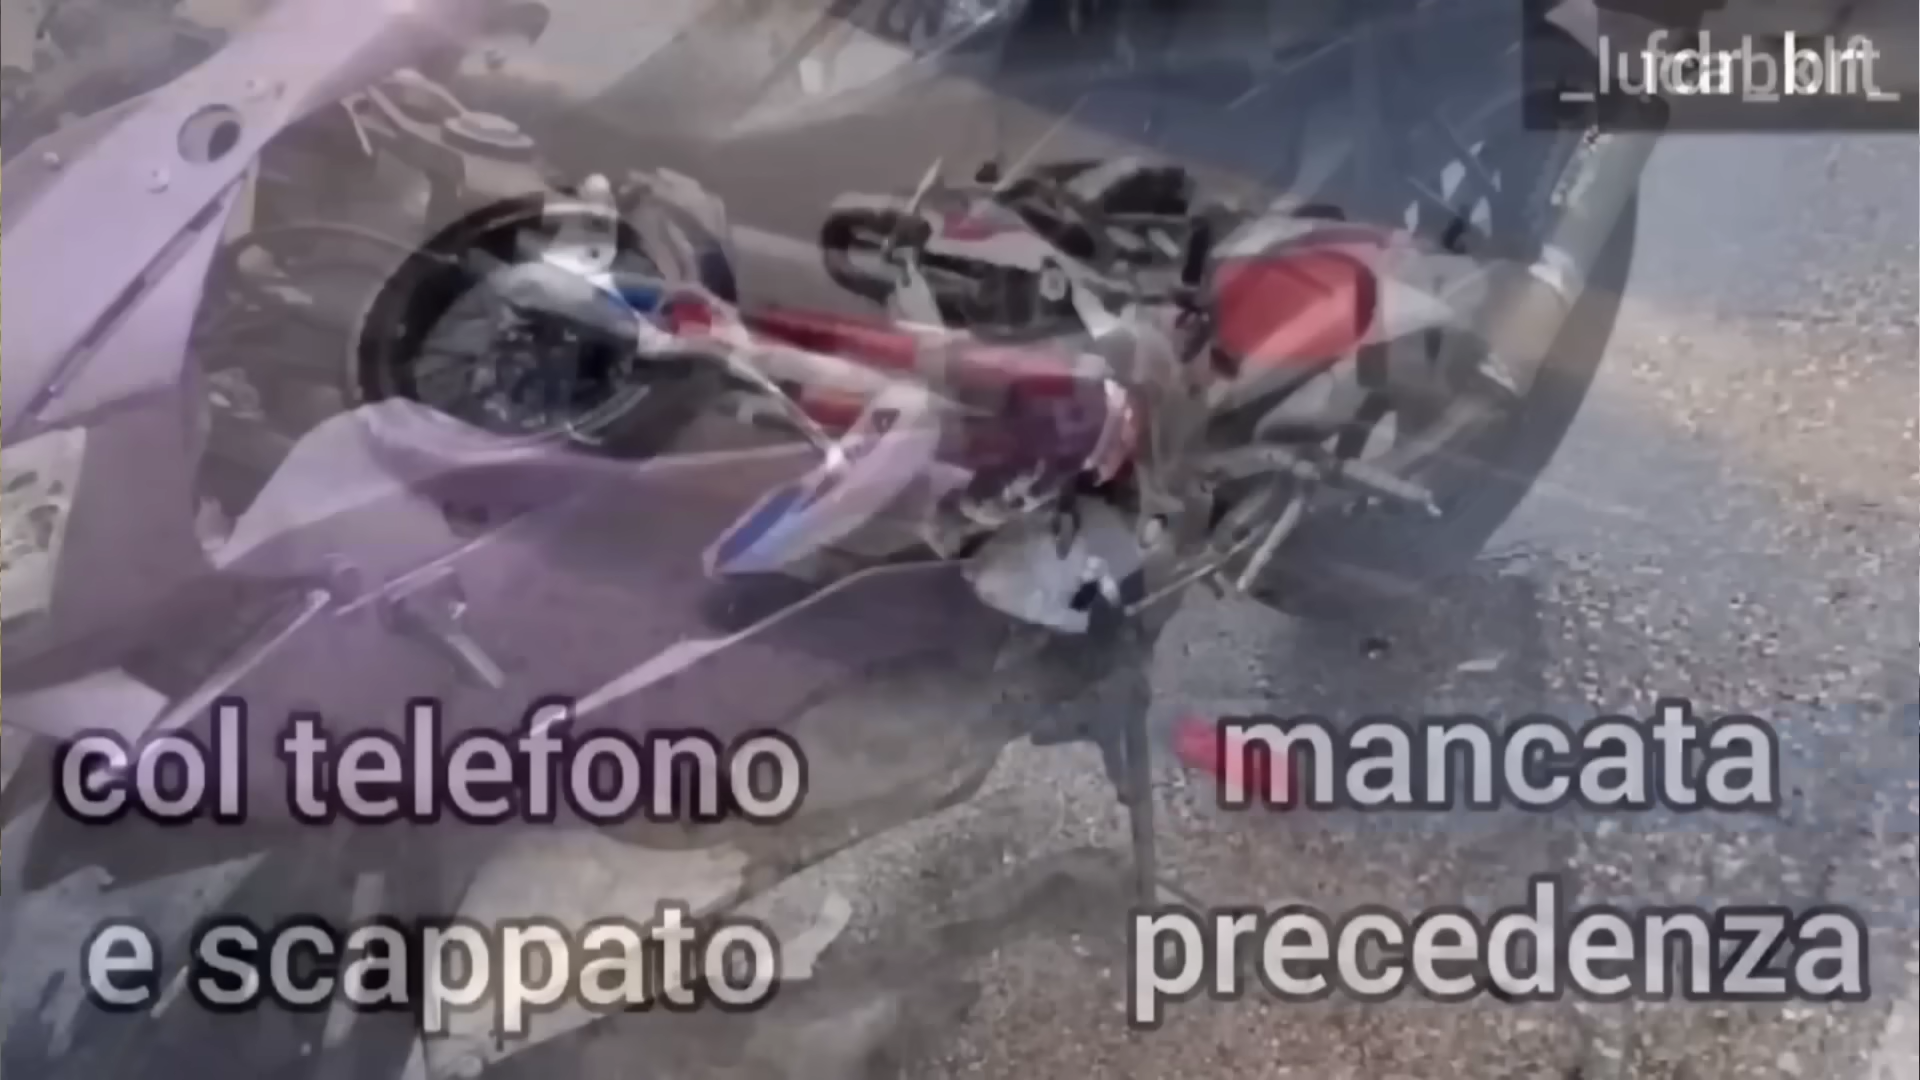 col telefono
e scappato
mancata
precedenza